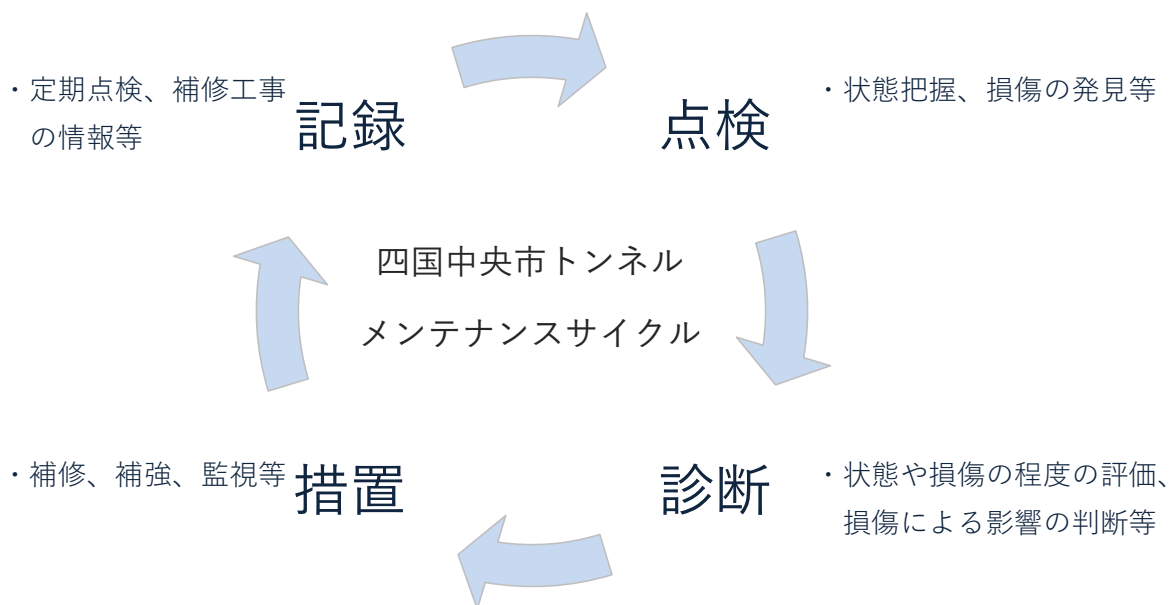 ・定期点検、補修工事
の情報等
記録
点検
・状態把握、損傷の発見等
四国中央市トンネル
メンテナンスサイクル
・補修、補強、監視等
措置
診断
・状態や損傷の程度の評価、
損傷による影響の判断等